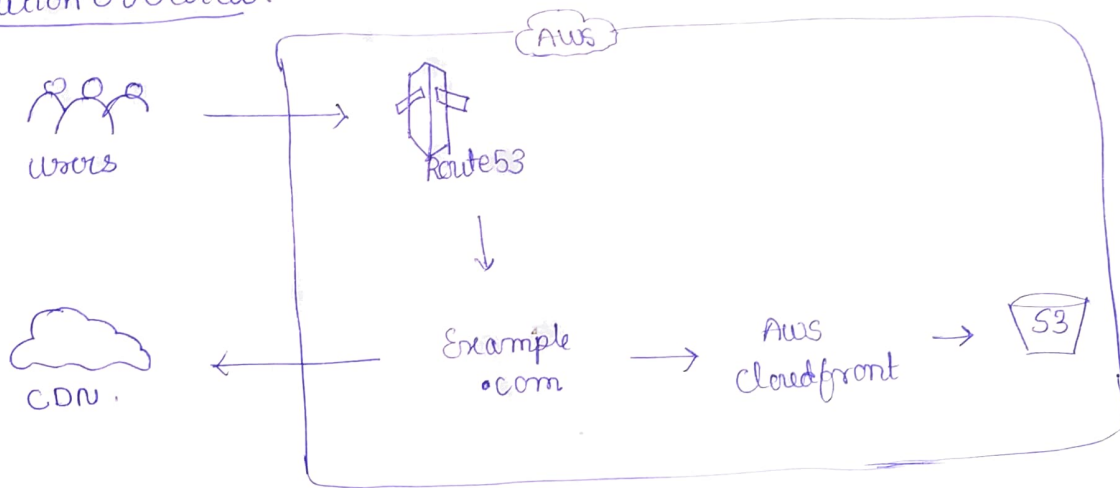 AWS
Users
Route53
Example
.com
AWS
Cloudfront
S3
CDN.